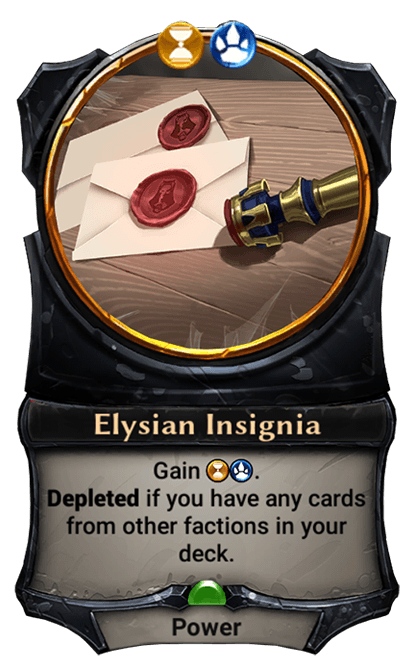 Elysian Insignia
Gain .
Depleted if you have any cards
from other factions in your
deck.
Power